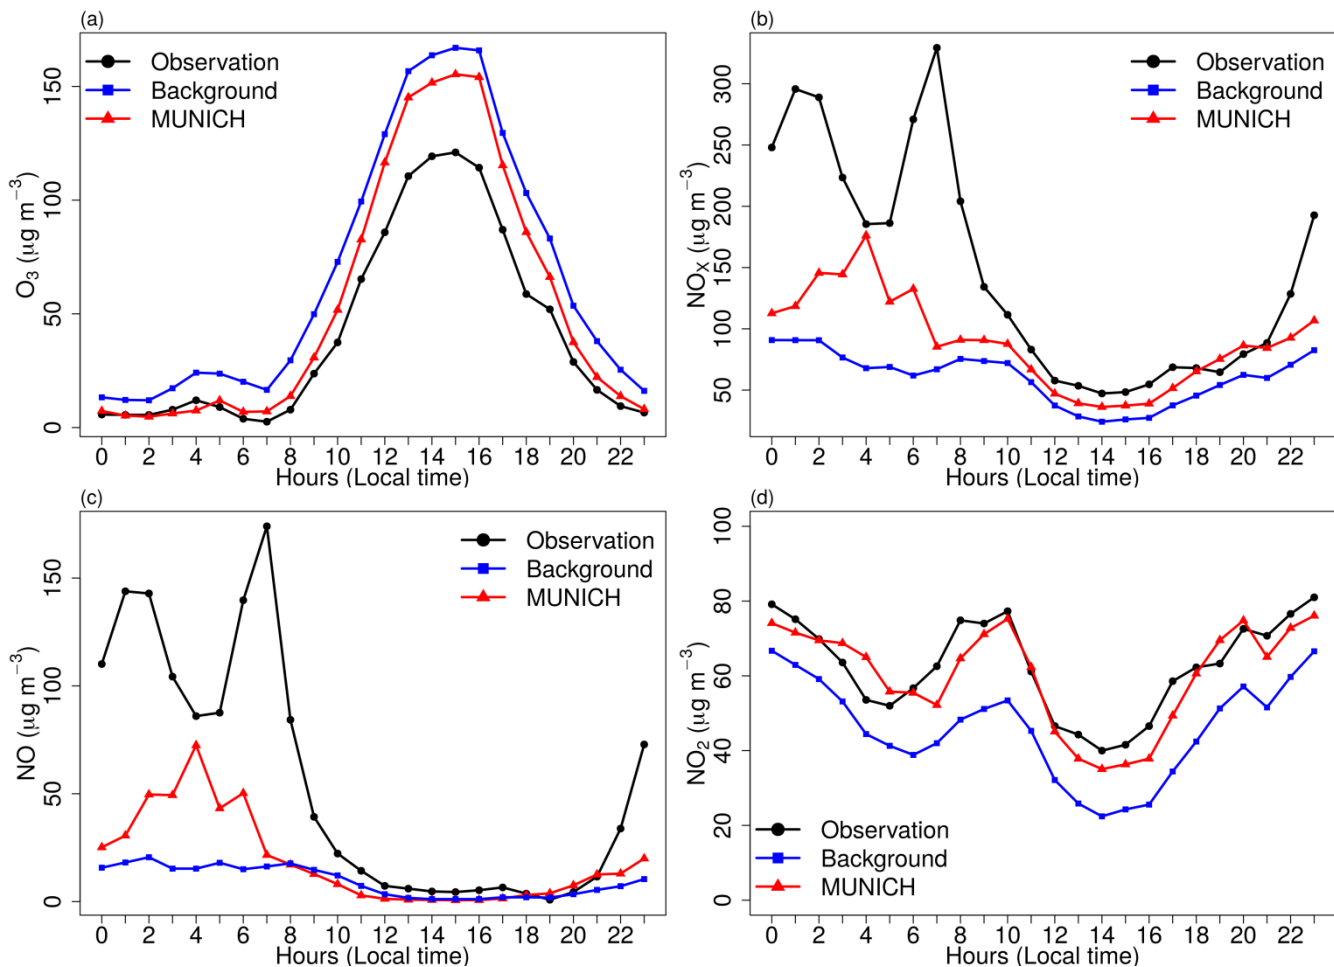 (a)
Observation
Background
MUNICH
O₃ (μg m⁻³)
0 50 100 150
0 2 4 6 8 10 12 14 16 18 20 22
Hours (Local time)
(b)
Observation
Background
MUNICH
NOX (μg m⁻³)
50 100 150 200 250 300
0 2 4 6 8 10 12 14 16 18 20 22
Hours (Local time)
(c)
Observation
Background
MUNICH
NO (μg m⁻³)
0 50 100 150
0 2 4 6 8 10 12 14 16 18 20 22
Hours (Local time)
(d)
Observation
Background
MUNICH
NO₂ (μg m⁻³)
0 20 40 60 80 100
0 2 4 6 8 10 12 14 16 18 20 22
Hours (Local time)